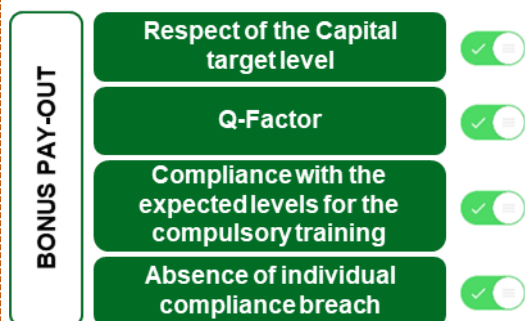 BONUS PAY-OUT
Respect of the Capital
target level
Q-Factor
Compliance with the
expected levels for the
compulsory training
Absence of individual
compliance breach